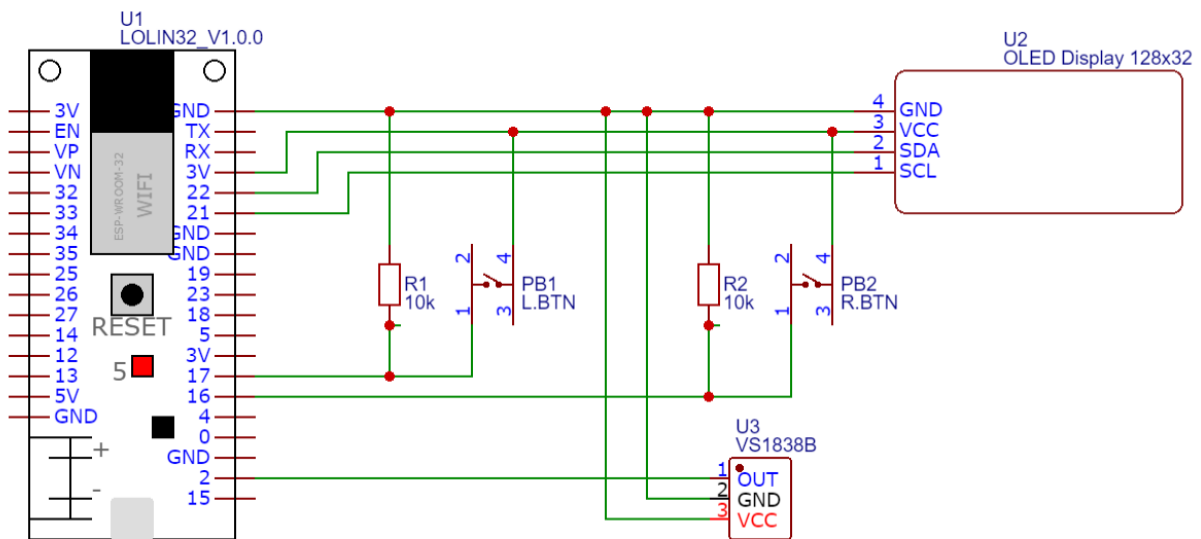 U1
LOLIN32_V1.0.0
3V
EN
VP
VN
32
33
34
35
25
26
27
14
12
13
5V
GND
+
-
ESP-WROOM-32
WIFI
RESET
5
GND
TX
RX
3V
22
21
GND
GND
19
23
18
5
3V
17
16
4
0
GND
2
15
R1
10k
2
4
1
3
PB1
L.BTN
R2
10k
2
4
1
3
PB2
R.BTN
U2
OLED Display 128x32
4 GND
3 VCC
2 SDA
1 SCL
U3
VS1838B
1 OUT
2 GND
3 VCC